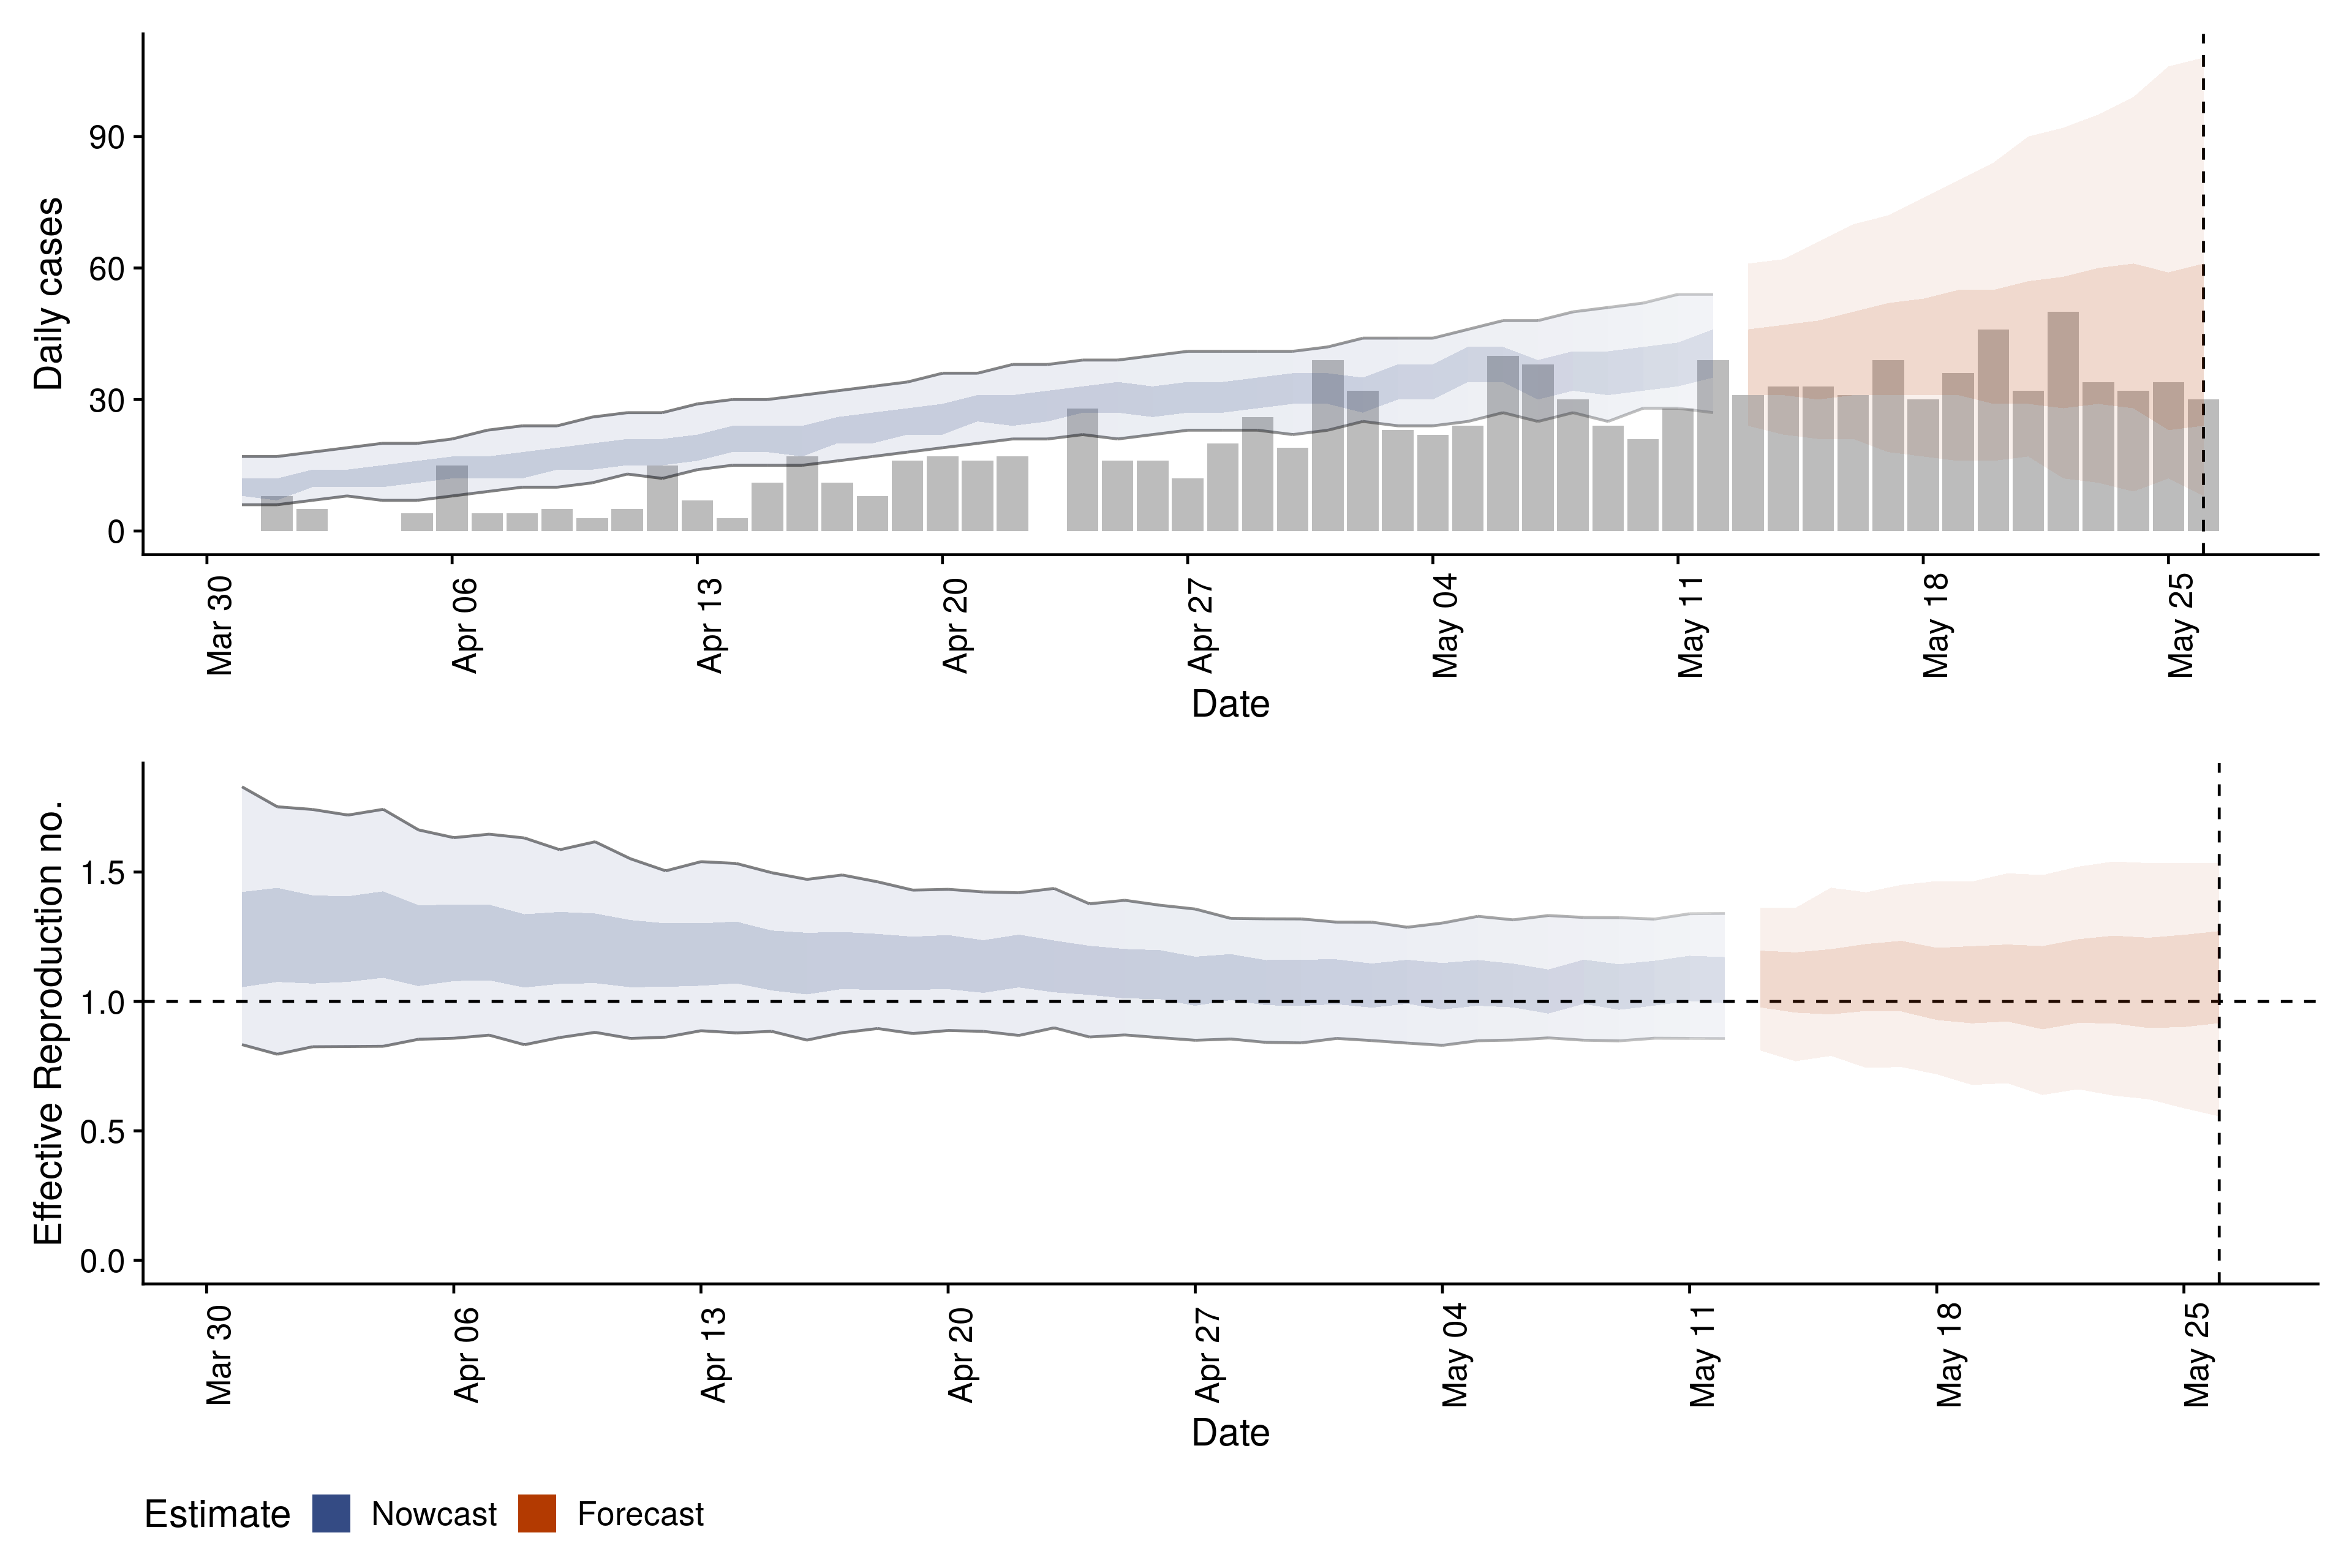 Daily cases
90
60
30
0
Mar 30
Apr 06
Apr 13
Apr 20
Apr 27
May 04
May 11
May 18
May 25
Date
Effective Reproduction no.
1.5
1.0
0.5
0.0
Mar 30
Apr 06
Apr 13
Apr 20
Apr 27
May 04
May 11
May 18
May 25
Date
Estimate Nowcast Forecast